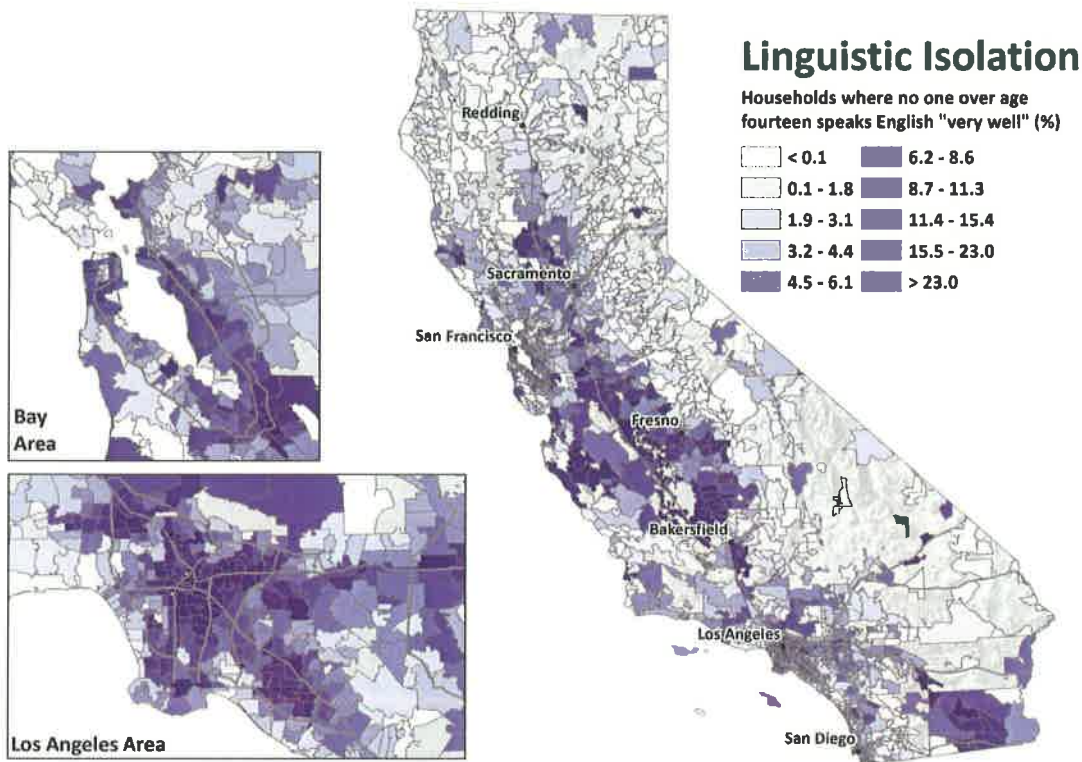 Linguistic Isolation
Households where no one over age
fourteen speaks English "very well" (%)
< 0.1
6.2 - 8.6
0.1 - 1.8
8.7 - 11.3
1.9 - 3.1
11.4 - 15.4
3.2 - 4.4
15.5 - 23.0
4.5 - 6.1
> 23.0
Redding
Sacramento
San Francisco
Fresno
Bakersfield
Los Angeles
San Diego
Bay
Area
Los Angeles Area